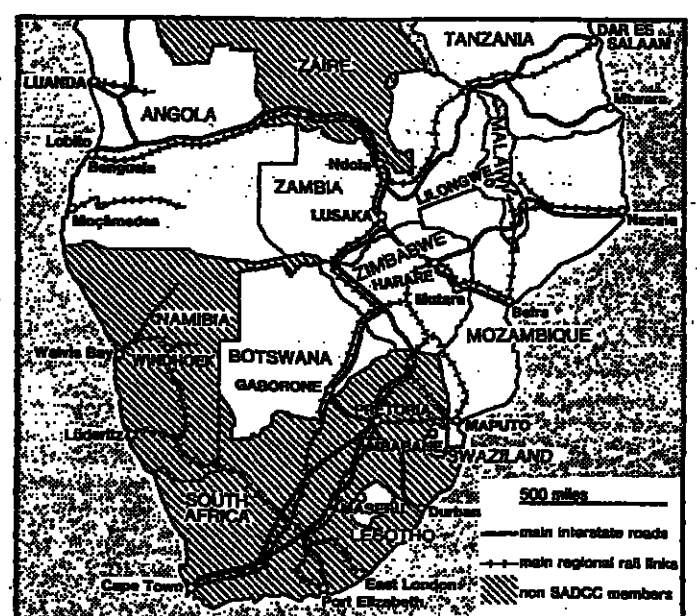 DAR ES
SALAAM
TANZANIA
ZAIRE
LUANDA
ANGOLA
Mtwara
MALAWI
Lobito
Benguela
Ndola
LILONGWE
ZAMBIA
LUSAKA
Nacala
Moçâmedes
ZIMBABWE
HARARE
Mutare
Beira
NAMIBIA
MOZAMBIQUE
Walvis Bay
WINDHOEK
BOTSWANA
GABORONE
PRETORIA
MAPUTO
MBABANE
SWAZILAND
Lüderitz
SOUTH
AFRICA
MASERU
Durban
LESOTHO
500 miles
main interstate roads
main regional rail links
non SADCC members
Cape Town
East London
Port Elizabeth